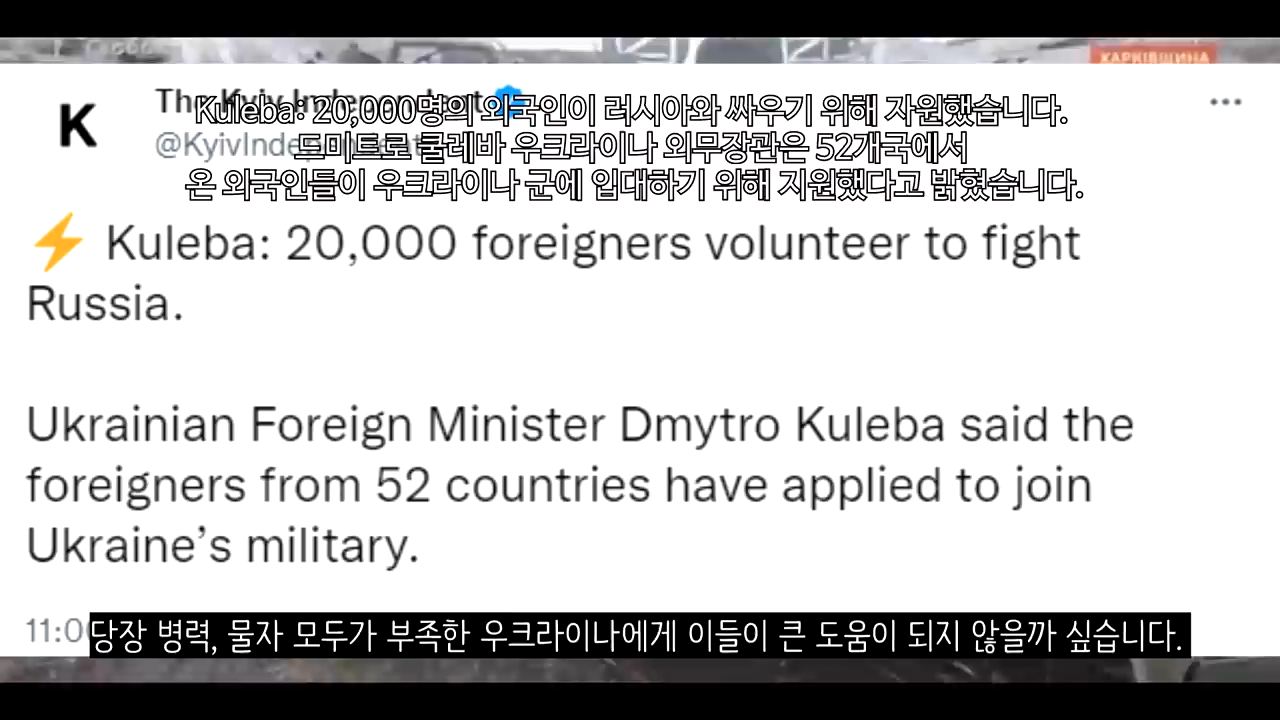 ХАРКІВЩИНА
The Kyiv Independent
@KyivIndependent
Kuleba: 20,000명의 외국인이 러시아와 싸우기 위해 자원했습니다.
드미트로 쿨레바 우크라이나 외무장관은 52개국에서
온 외국인들이 우크라이나 군에 입대하기 위해 지원했다고 밝혔습니다.
⚡ Kuleba: 20,000 foreigners volunteer to fight
Russia.
Ukrainian Foreign Minister Dmytro Kuleba said the
foreigners from 52 countries have applied to join
Ukraine’s military.
당장 병력, 물자 모두가 부족한 우크라이나에게 이들이 큰 도움이 되지 않을까 싶습니다.